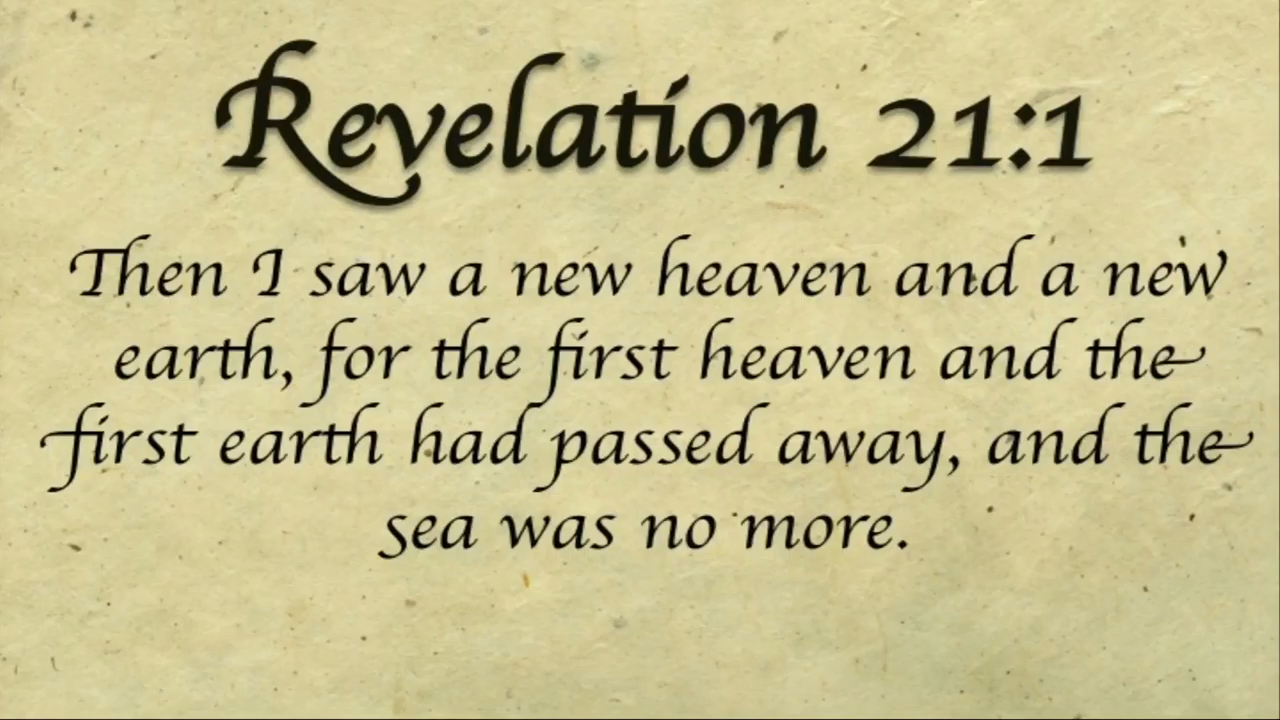 Revelation 21:1
Then I saw a new heaven and a new
earth, for the first heaven and the
first earth had passed away, and the
sea was no more.